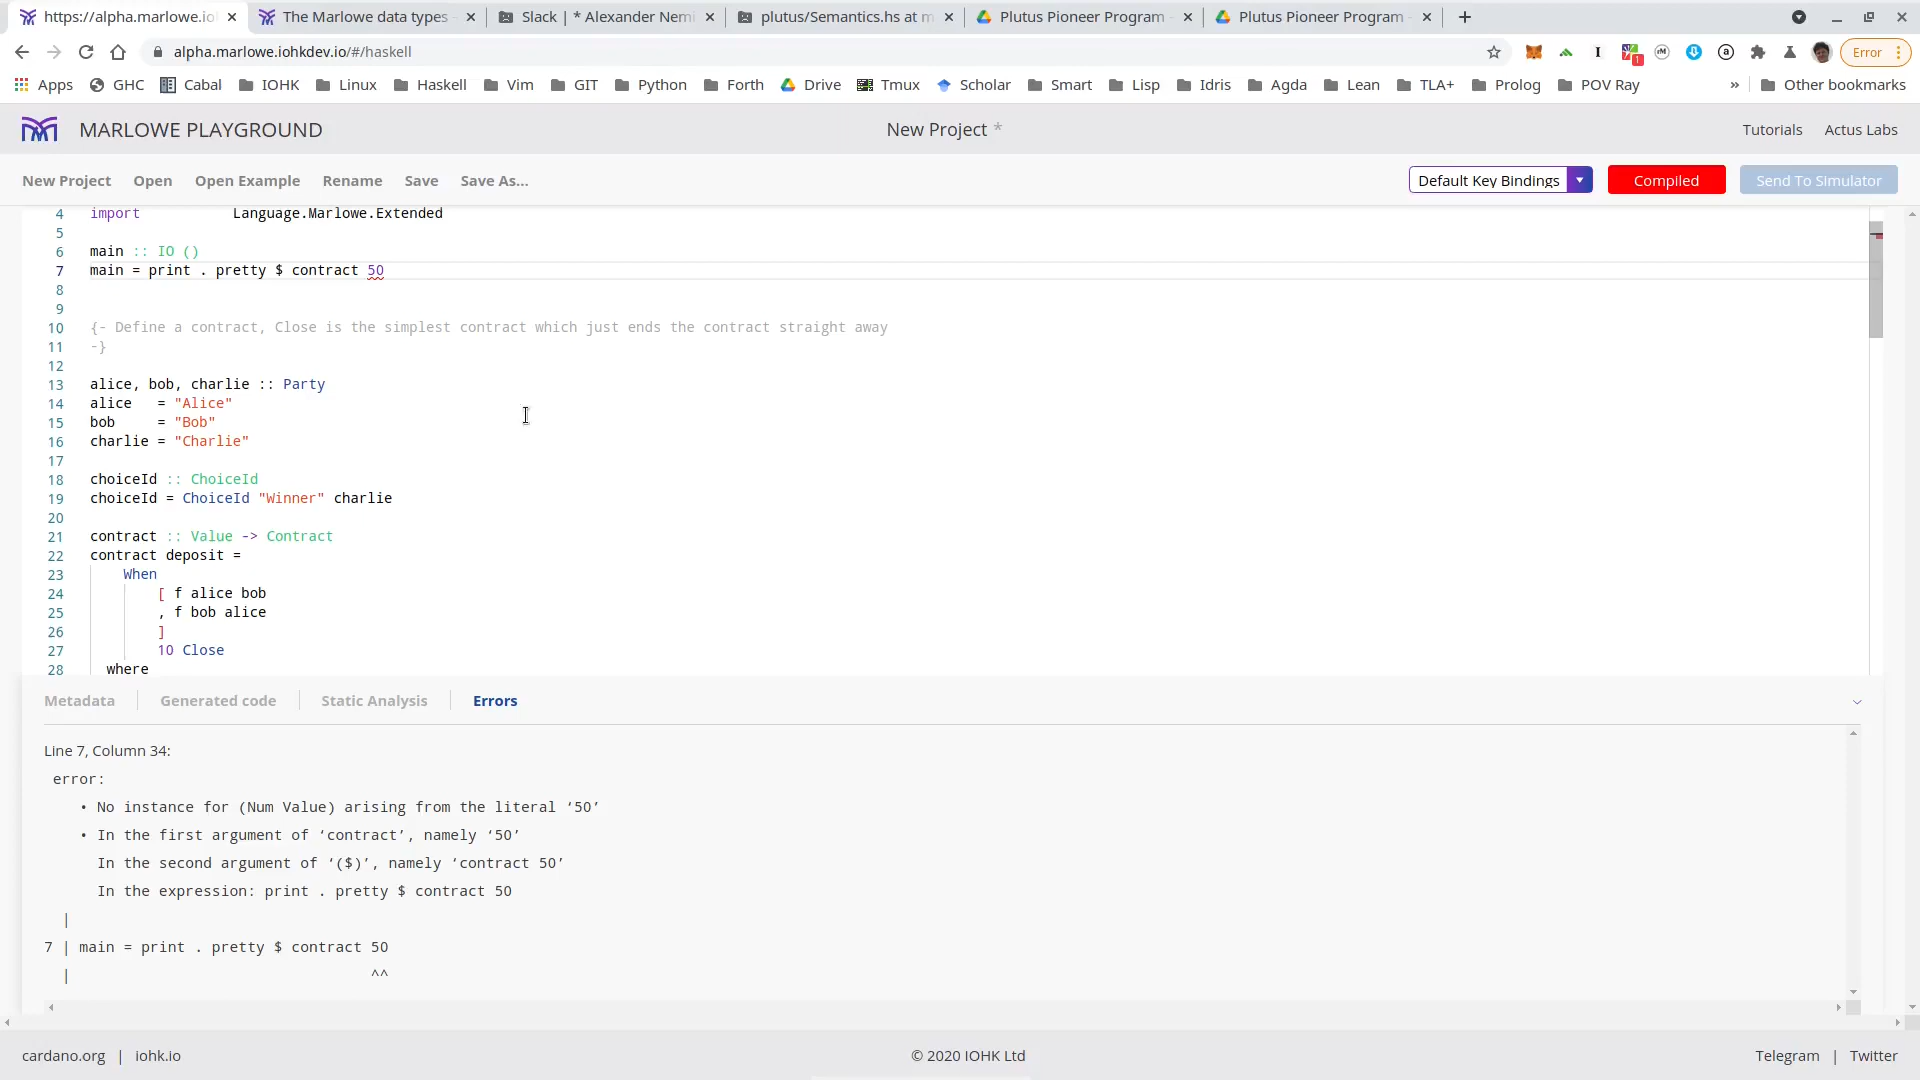 https://alpha.marlowe.io
The Marlowe data types
Slack | * Alexander Nemi
plutus/Semantics.hs at m
Plutus Pioneer Program
Plutus Pioneer Program
alpha.marlowe.iohkdev.io/#/haskell
Error
Apps GHC Cabal IOHK Linux Haskell Vim GIT Python Forth Drive Tmux Scholar Smart Lisp Idris Agda Lean TLA+ Prolog POV Ray » Other bookmarks
MARLOWE PLAYGROUND New Project * Tutorials Actus Labs
New Project Open Open Example Rename Save Save As... Default Key Bindings Compiled Send To Simulator
4 import Language.Marlowe.Extended
5
6 main :: IO ()
7 main = print . pretty $ contract 50
8
9
10 {- Define a contract, Close is the simplest contract which just ends the contract straight away
11 -}
12
13 alice, bob, charlie :: Party
14 alice   = "Alice"
15 bob     = "Bob"
16 charlie = "Charlie"
17
18 choiceId :: ChoiceId
19 choiceId = ChoiceId "Winner" charlie
20
21 contract :: Value -> Contract
22 contract deposit =
23 When
24 [ f alice bob
25 , f bob alice
26 ]
27 10 Close
28 where
Metadata Generated code Static Analysis Errors
Line 7, Column 34:
error:
• No instance for (Num Value) arising from the literal ‘50’
• In the first argument of ‘contract’, namely ‘50’
In the second argument of ‘($)’, namely ‘contract 50’
In the expression: print . pretty $ contract 50
|
7 | main = print . pretty $ contract 50
| ^^
cardano.org | iohk.io © 2020 IOHK Ltd Telegram | Twitter